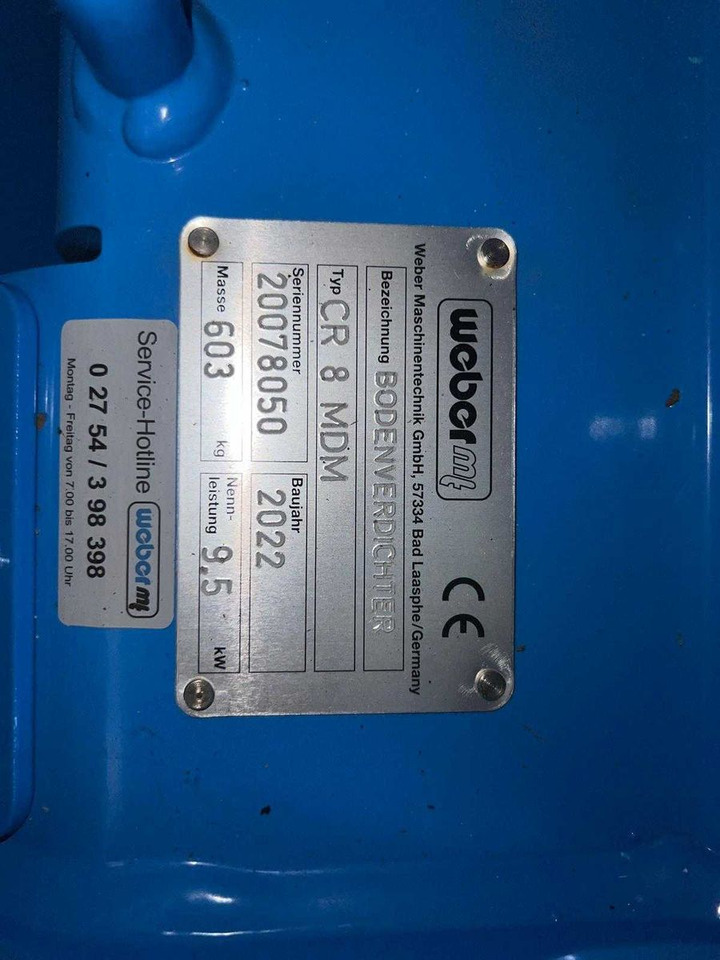 weber mt
CE
Weber Maschinentechnik GmbH, 57334 Bad Laasphe/Germany
Bezeichnung BODENVERDICHTER
Typ CR 8 MDM
Seriennummer
20078050
Baujahr
2022
Masse 603 kg
Nenn-
leistung 9,5 kW
Service-Hotline weber mt
0 27 54 / 3 98 398
Montag - Freitag von 7.00 bis 17.00 Uhr